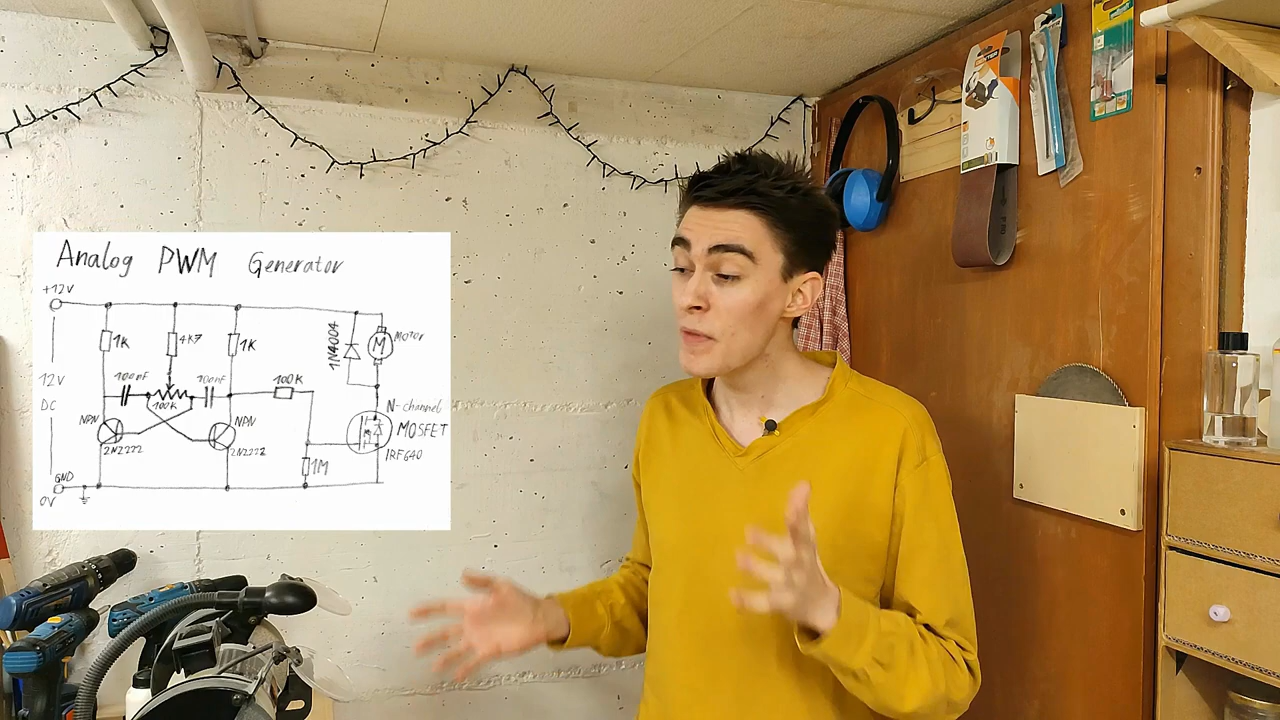 Analog PWM Generator
+12V
1K
4K7
1K
1N4004
M
Motor
12V
DC
100nF
100nF
100K
100K
N-channel
MOSFET
IRF640
NPN
2N2222
NPN
2N2222
1M
GND
0V